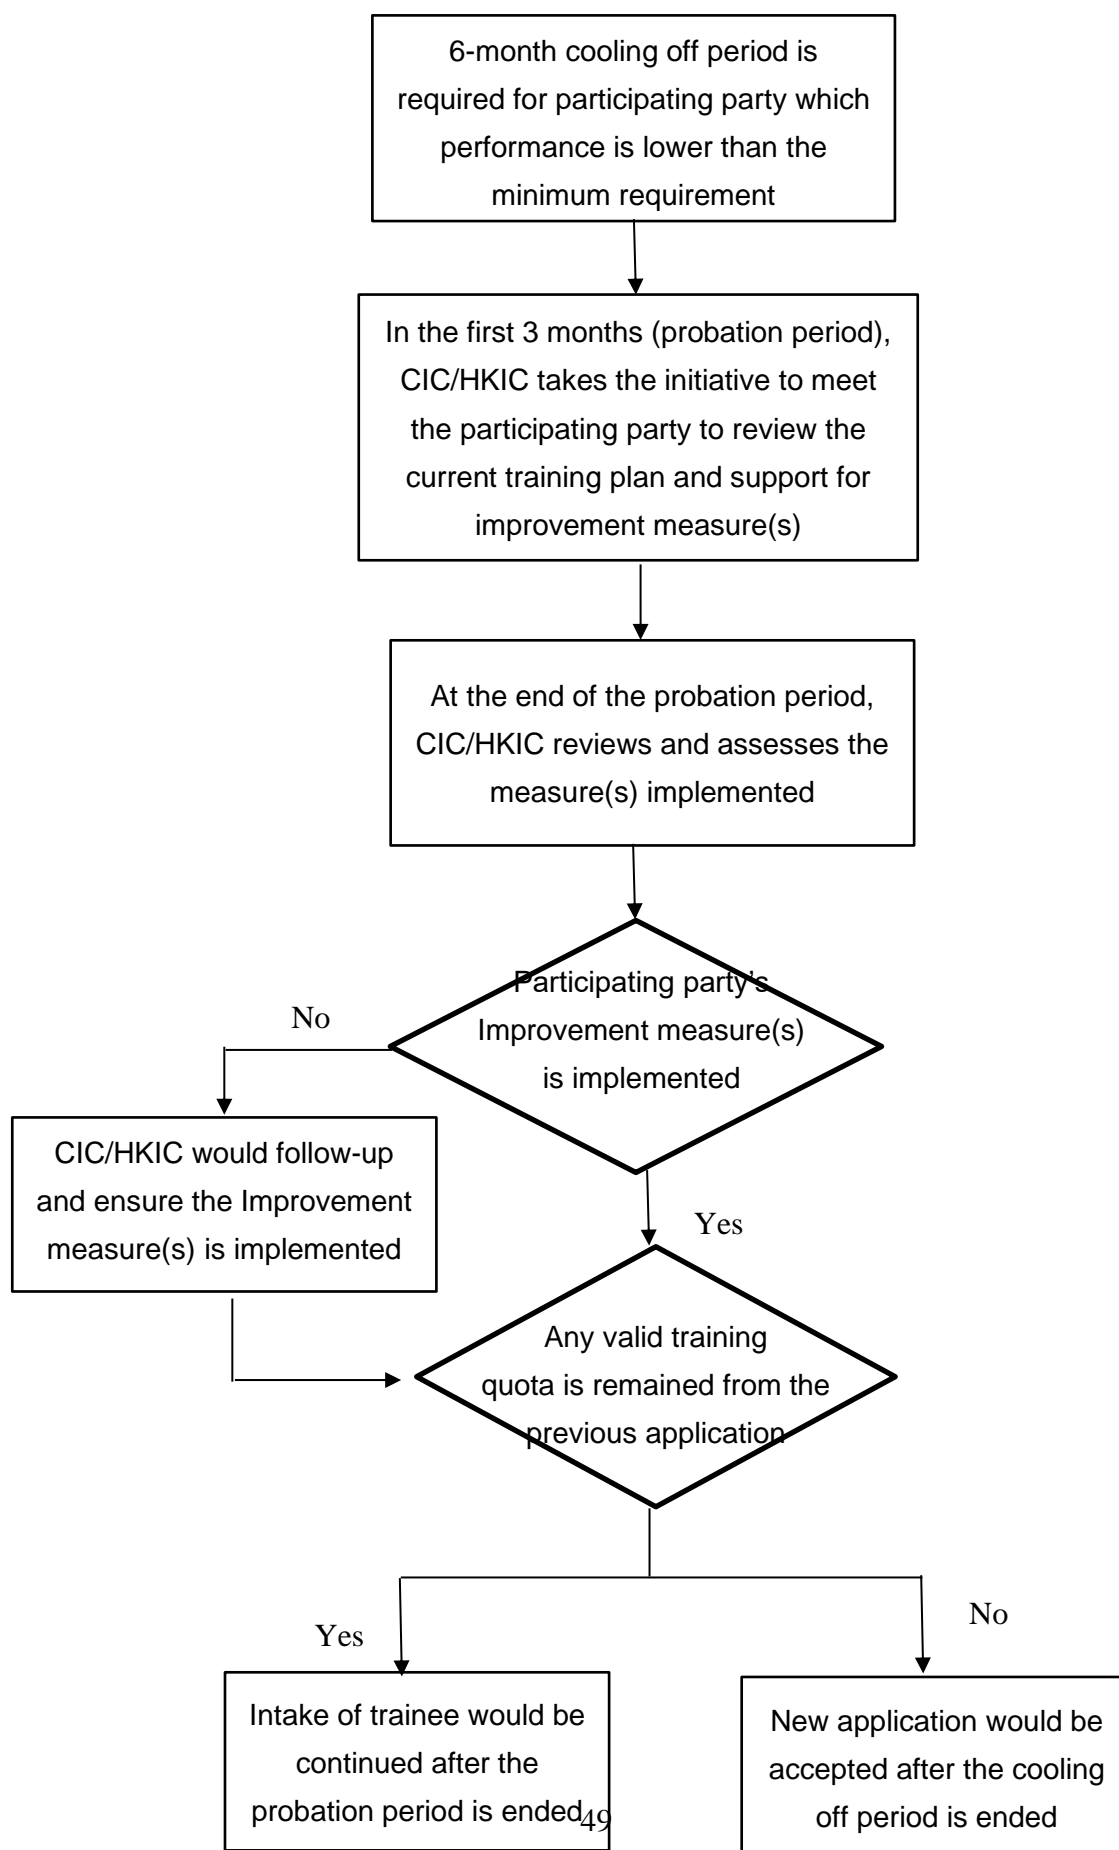 6-month cooling off period is
required for participating party which
performance is lower than the
minimum requirement
In the first 3 months (probation period),
CIC/HKIC takes the initiative to meet
the participating party to review the
current training plan and support for
improvement measure(s)
At the end of the probation period,
CIC/HKIC reviews and assesses the
measure(s) implemented
Participating party's
Improvement measure(s)
is implemented
No
CIC/HKIC would follow-up
and ensure the Improvement
measure(s) is implemented
Yes
Any valid training
quota is remained from the
previous application
Yes
No
Intake of trainee would be
continued after the
probation period is ended
New application would be
accepted after the cooling
off period is ended
49